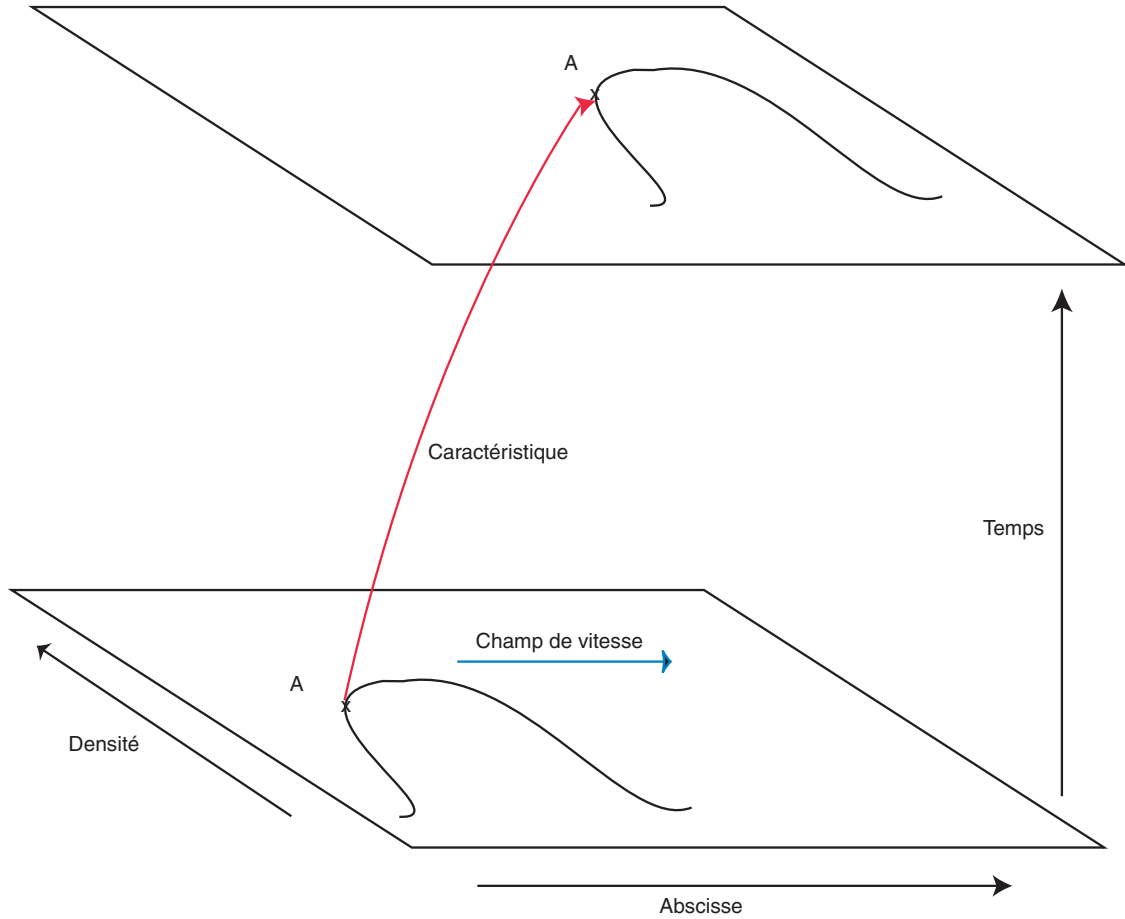 A
Caractéristique
Temps
Champ de vitesse
A
Densité
Abscisse